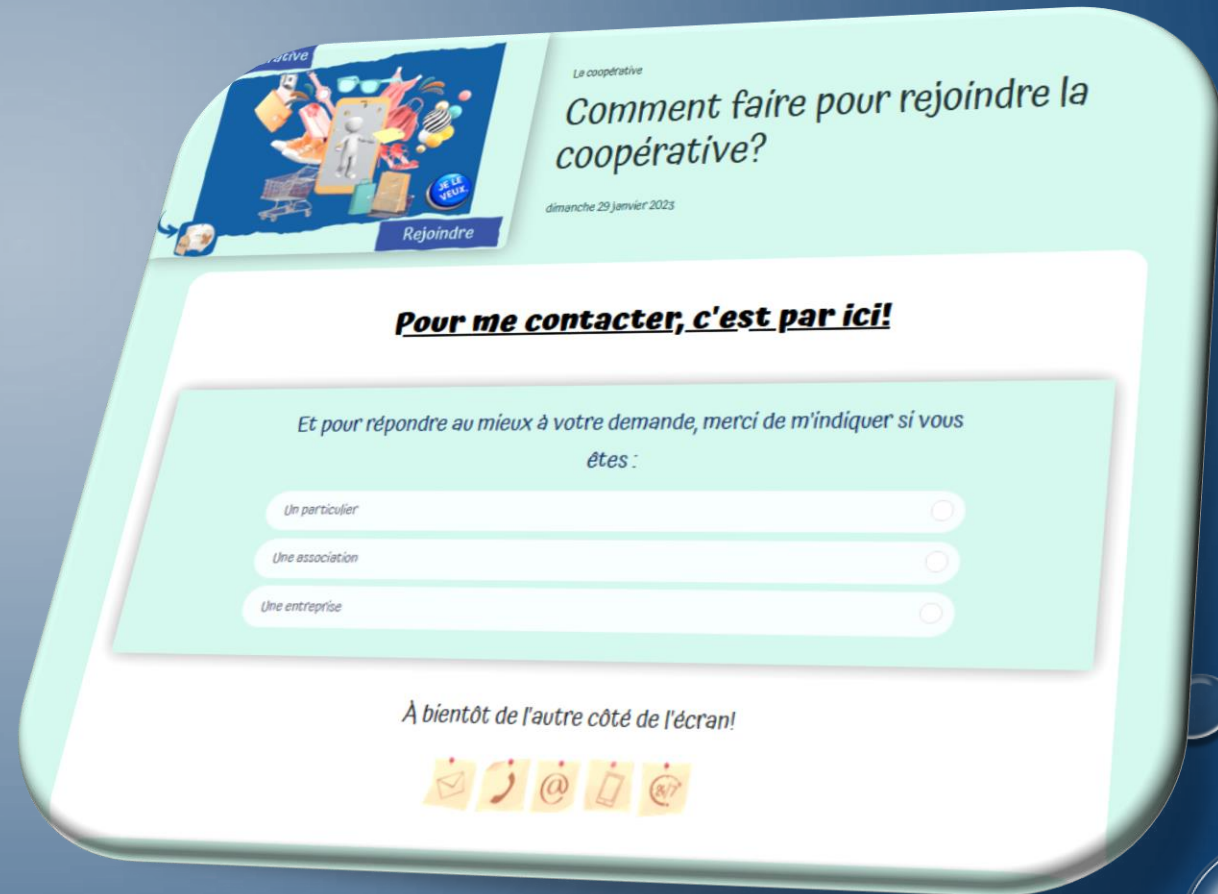 La coopérative
Comment faire pour rejoindre la
coopérative?
dimanche 29 janvier 2023
JE LE
VEUX.
Rejoindre
Pour me contacter, c'est par ici!
Et pour répondre au mieux à votre demande, merci de m'indiquer si vous
êtes :
Un particulier
Une association
Une entreprise
À bientôt de l'autre côté de l'écran!
@
24/7